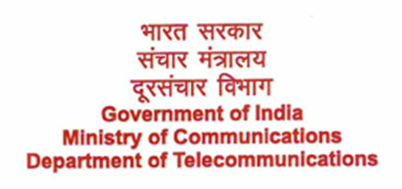 भारत सरकार
संचार मंत्रालय
दूरसंचार विभाग
Government of India
Ministry of Communications
Department of Telecommunications